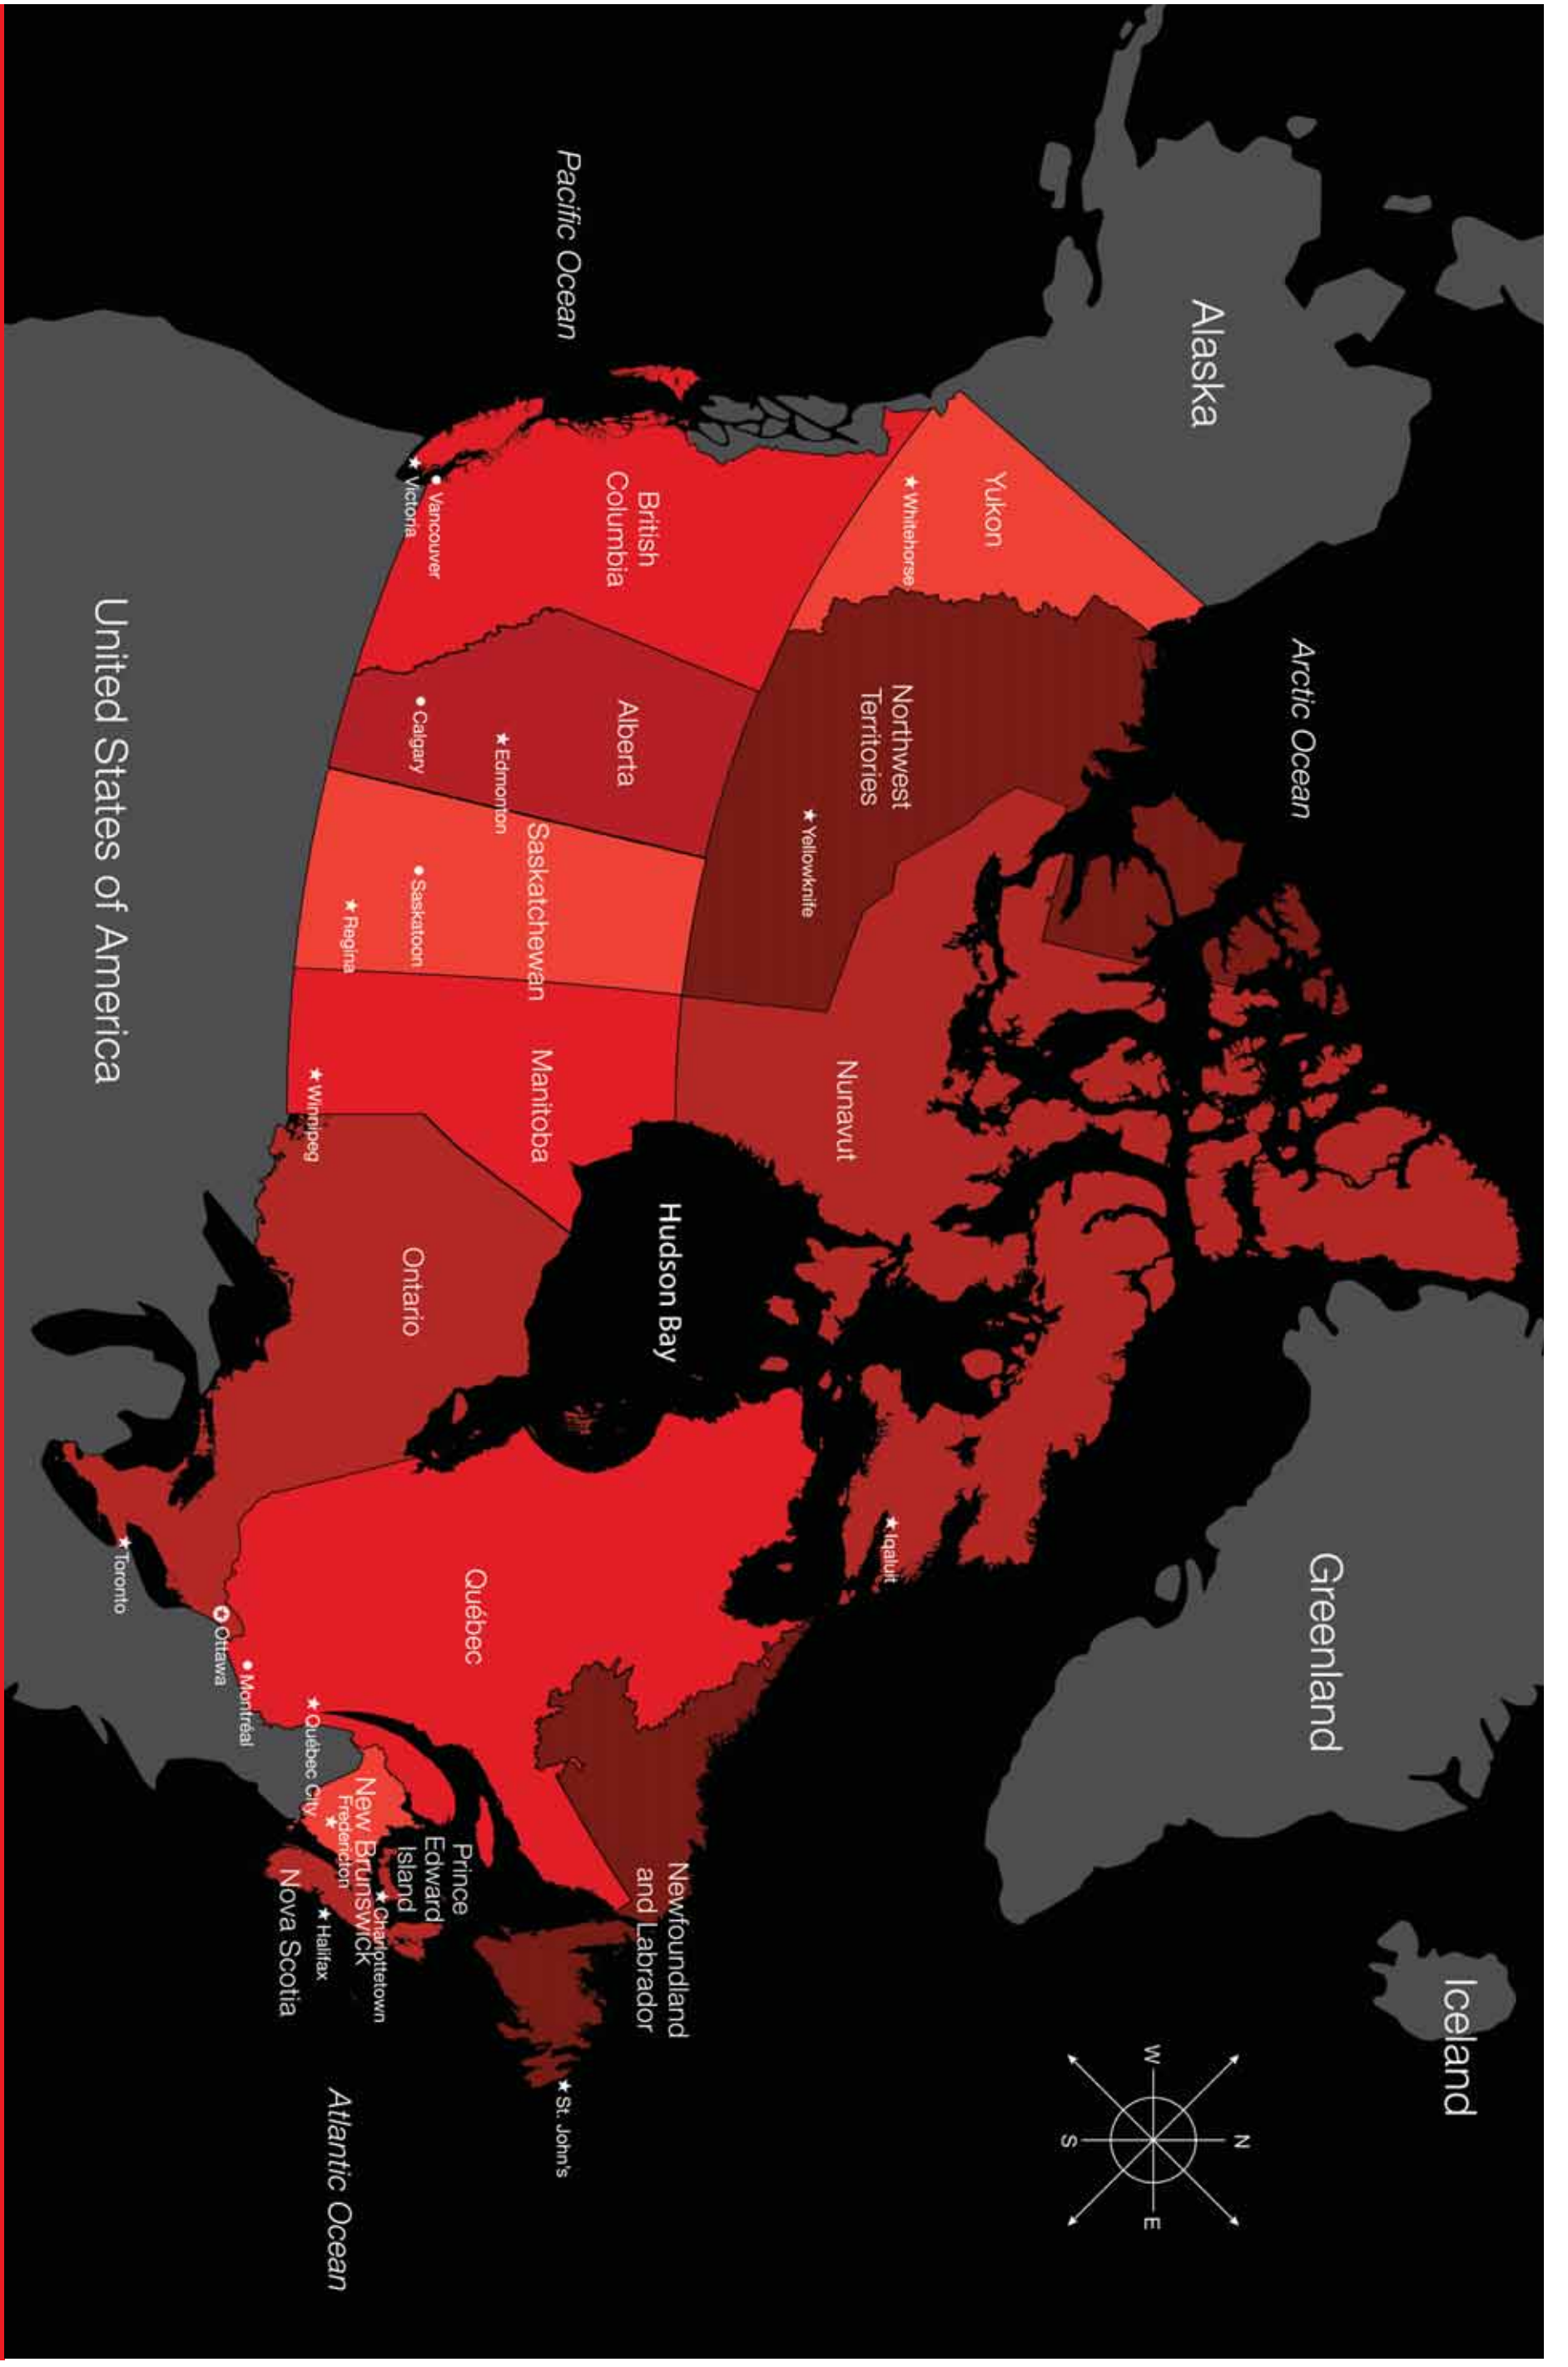 Alaska
Arctic Ocean
Greenland
Iceland
Pacific Ocean
Yukon
Whitehorse
Northwest
Territories
Yellowknife
Nunavut
Iqaluit
British
Columbia
Vancouver
Victoria
Alberta
Edmonton
Calgary
Saskatchewan
Saskatoon
Regina
Manitoba
Winnipeg
Hudson Bay
Ontario
Toronto
Ottawa
Québec
Montréal
Québec City
Newfoundland
and Labrador
St. John's
Prince
Edward
Island
Charlottetown
New Brunswick
Fredericton
Halifax
Nova Scotia
Atlantic Ocean
United States of America
N
W
E
S